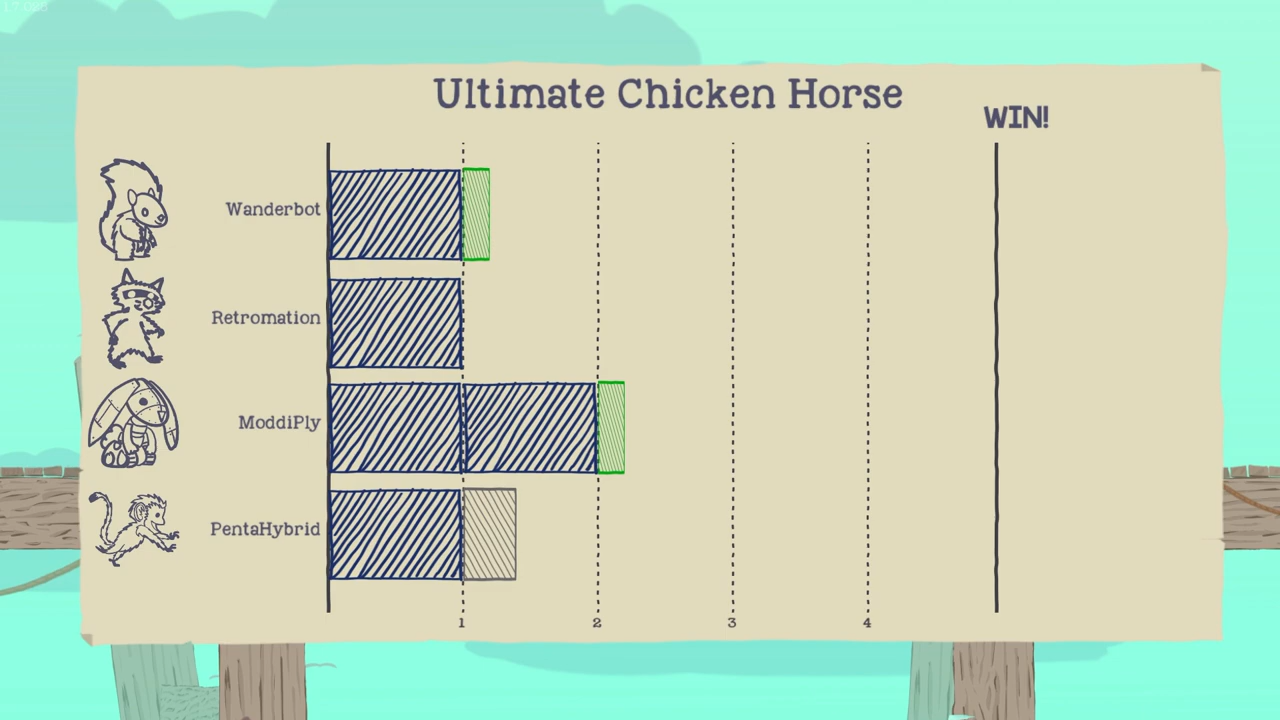 Ultimate Chicken Horse
WIN!
Wanderbot
Retromation
ModdiPly
PentaHybrid
1 2 3 4